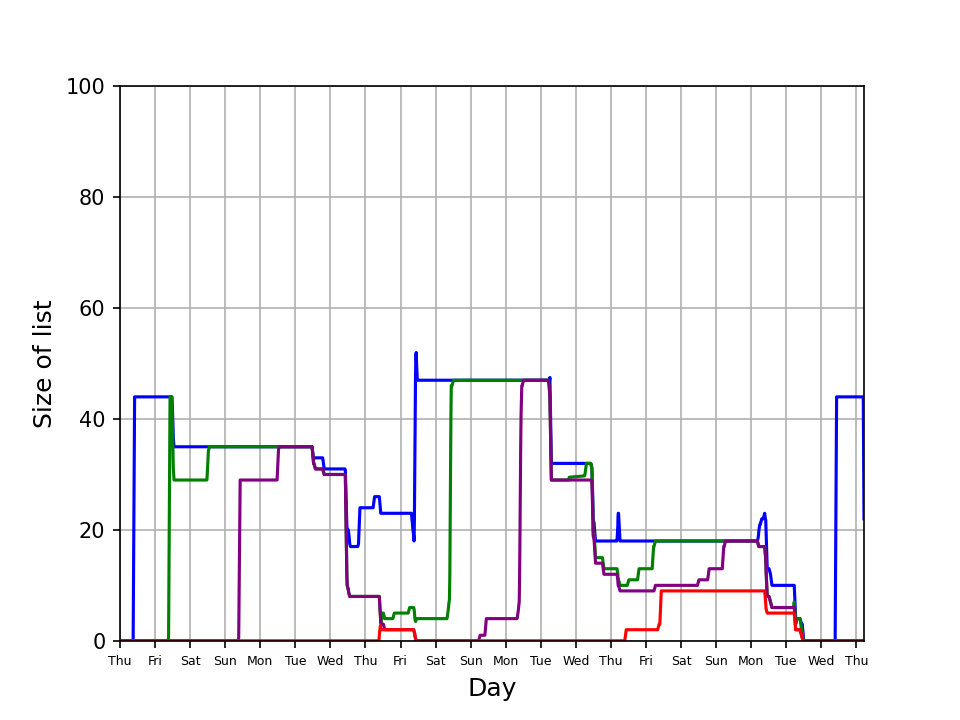 100
80
60
40
20
0
Size of list
Thu Fri Sat Sun Mon Tue Wed Thu Fri Sat Sun Mon Tue Wed Thu Fri Sat Sun Mon Tue Wed Thu
Day